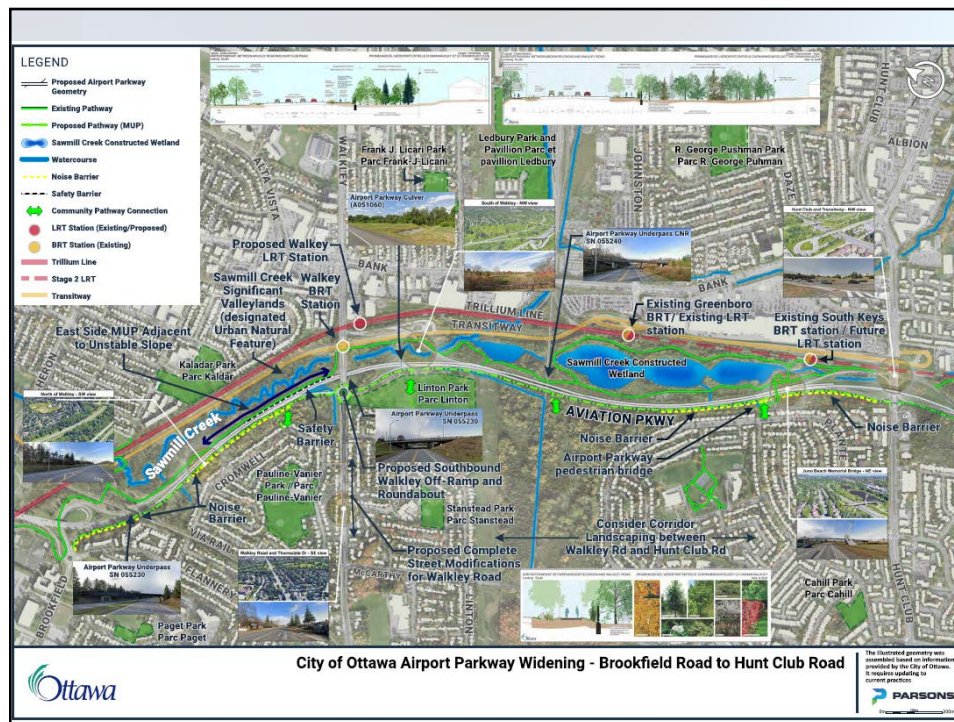 LEGEND
Proposed Airport Parkway
Geometry
Existing Pathway
Proposed Pathway (MUP)
Sawmill Creek Constructed Wetland
Watercourse
Noise Barrier
Safety Barrier
Community Pathway Connection
LRT Station (Existing/Proposed)
BRT Station (Existing)
Trillium Line
Stage 2 LRT
Transitway
HUNT CLUB
ALBION
WALKLEY
ALTA VISTA
JOHNSTON
DAZE
Frank J. Licari Park
Parc Frank-J-Licani
Ledbury Park and
Pavillion Parc et
pavillion Ledbury
R. George Pushman Park
Parc R. George Puhman
Airport Parkway Culver
(A051060)
South of Walkley - NW view
Airport Parkway Underpass CNR
SN 055240
Hunt Club and Transitway - NW view
Proposed Walkey
LRT Station
BANK
BANK
Sawmill Creek
Significant
Valleylands
(designated
Urban Natural
Feature)
Walkey
BRT
Station
TRILLIUM LINE
TRANSITWAY
Existing Greenboro
BRT/ Existing LRT
station
Existing South Keys
BRT station / Future
LRT station
East Side MUP Adjacent
to Unstable Slope
HERON
Kaladar Park
Parc Kaldar
Sawmill Creek Constructed
Wetland
North of Walkley - SW view
Sawmill Creek
Safety
Barrier
Linton Park
Parc Linton
AVIATION PKWY
Airport Parkway Underpass
SN 055230
Noise Barrier
Noise Barrier
Airport Parkway
pedestrian bridge
CROMWELL
Pauline-Vanier
Park / Parc
Pauline-Vanier
Proposed Southbound
Walkley Off-Ramp and
Roundabout
Juno Beach Memorial Bridge - NE view
Noise
Barrier
VIA RAIL
Stanstead Park
Parc Stanstead
Consider Corridor
Landscaping between
Walkley Rd and Hunt Club Rd
Airport Parkway Underpass
SN 055230
FLANNERY
Walkley Road and Thorndale Dr - SE view
Proposed Complete
Street Modifications
for Walkley Road
McCARTHY
BROOKFIELD
Paget Park
Parc Paget
Cahill Park
Parc Cahill
HUNT CLUB
City of Ottawa Airport Parkway Widening - Brookfield Road to Hunt Club Road
Ottawa
The illustrated geometry was
assembled based on information
provided by the City of Ottawa.
It requires updating to
current practices
PARSONS